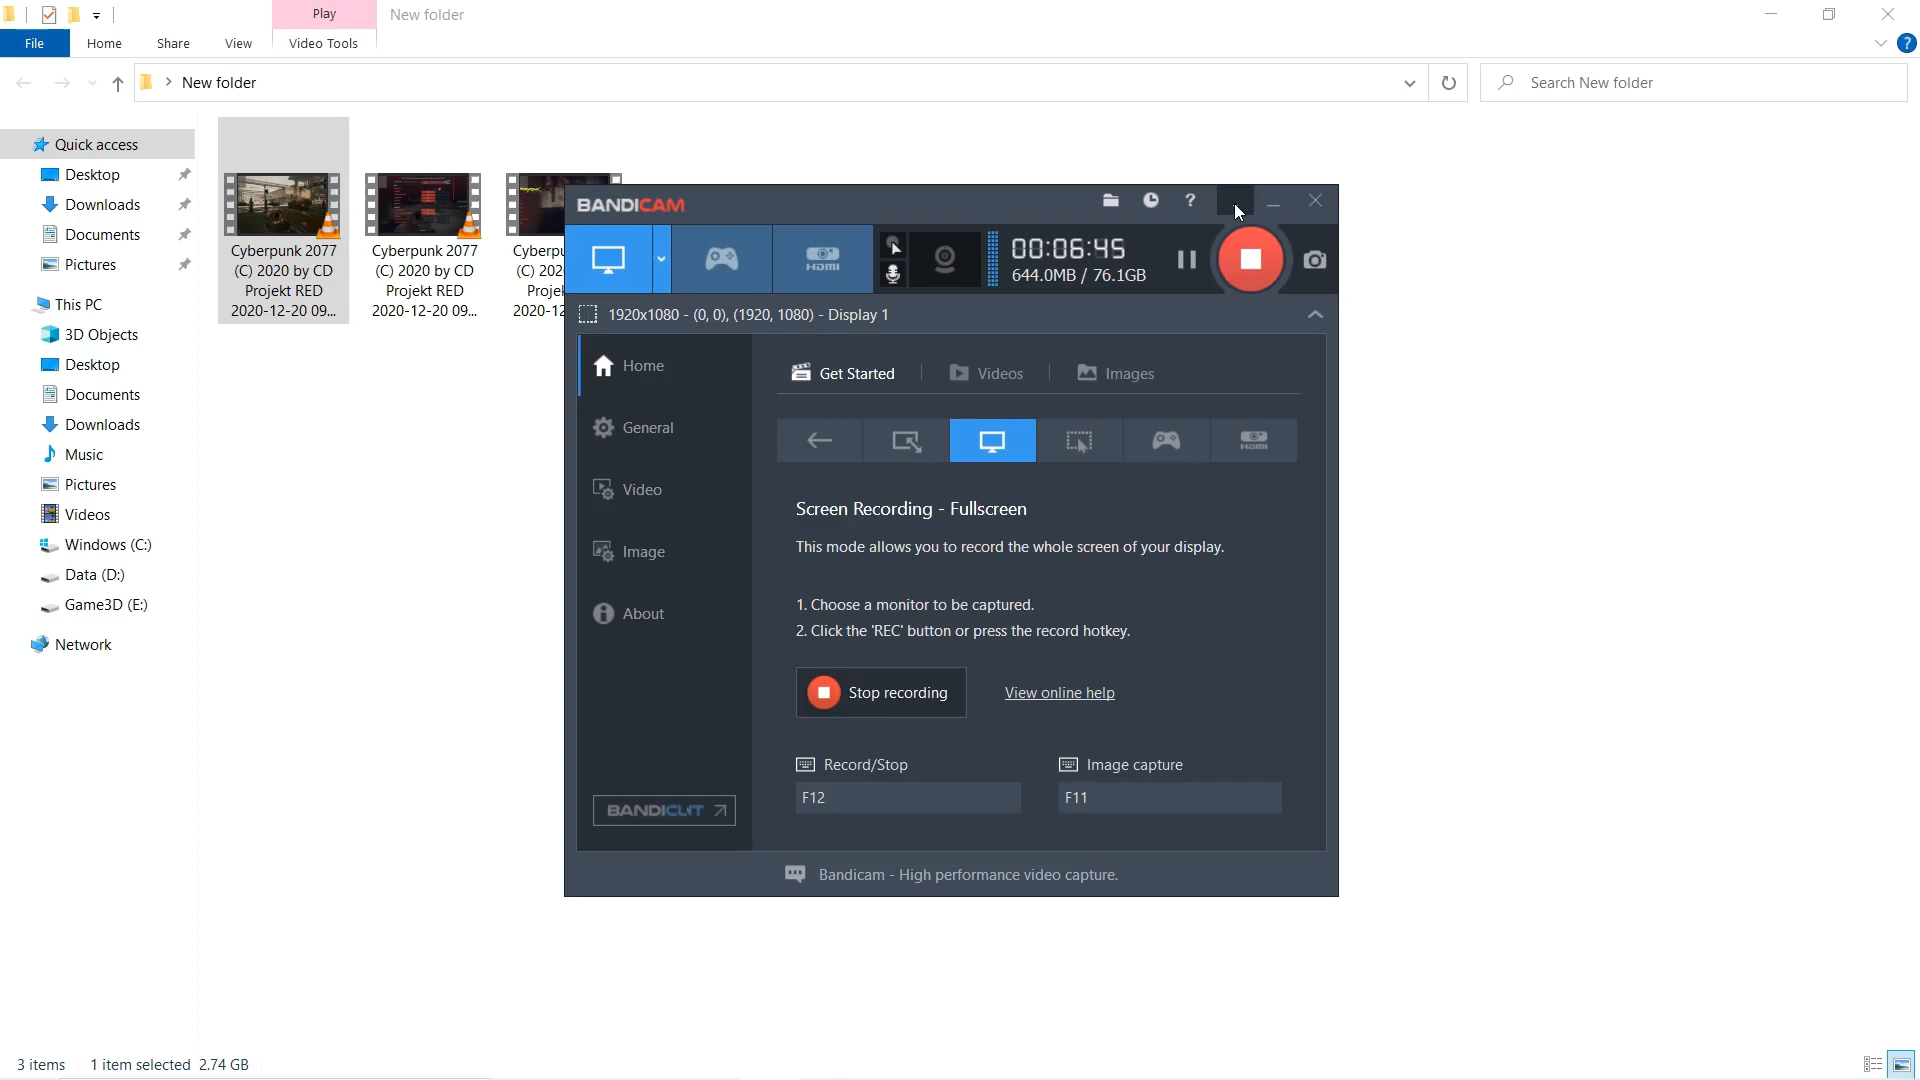 Play
New folder
File
Home
Share
View
Video Tools
?
New folder
Search New folder
Quick access
Desktop
Downloads
Documents
Pictures
This PC
3D Objects
Desktop
Documents
Downloads
Music
Pictures
Videos
Windows (C:)
Data (D:)
Game3D (E:)
Network
Cyberpunk 2077
(C) 2020 by CD
Projekt RED
2020-12-20 09...
Cyberpunk 2077
(C) 2020 by CD
Projekt RED
2020-12-20 09...
Cyberpu
(C) 202
Projek
2020-12
BANDICAM
?
HDMI
00:06:45
644.0MB / 76.1GB
1920x1080 - (0, 0), (1920, 1080) - Display 1
Home
General
Video
Image
About
BANDICUT
Get Started
Videos
Images
HDMI
Screen Recording - Fullscreen
This mode allows you to record the whole screen of your display.
1. Choose a monitor to be captured.
2. Click the 'REC' button or press the record hotkey.
Stop recording
View online help
Record/Stop
Image capture
F12
F11
Bandicam - High performance video capture.
3 items
1 item selected 2.74 GB